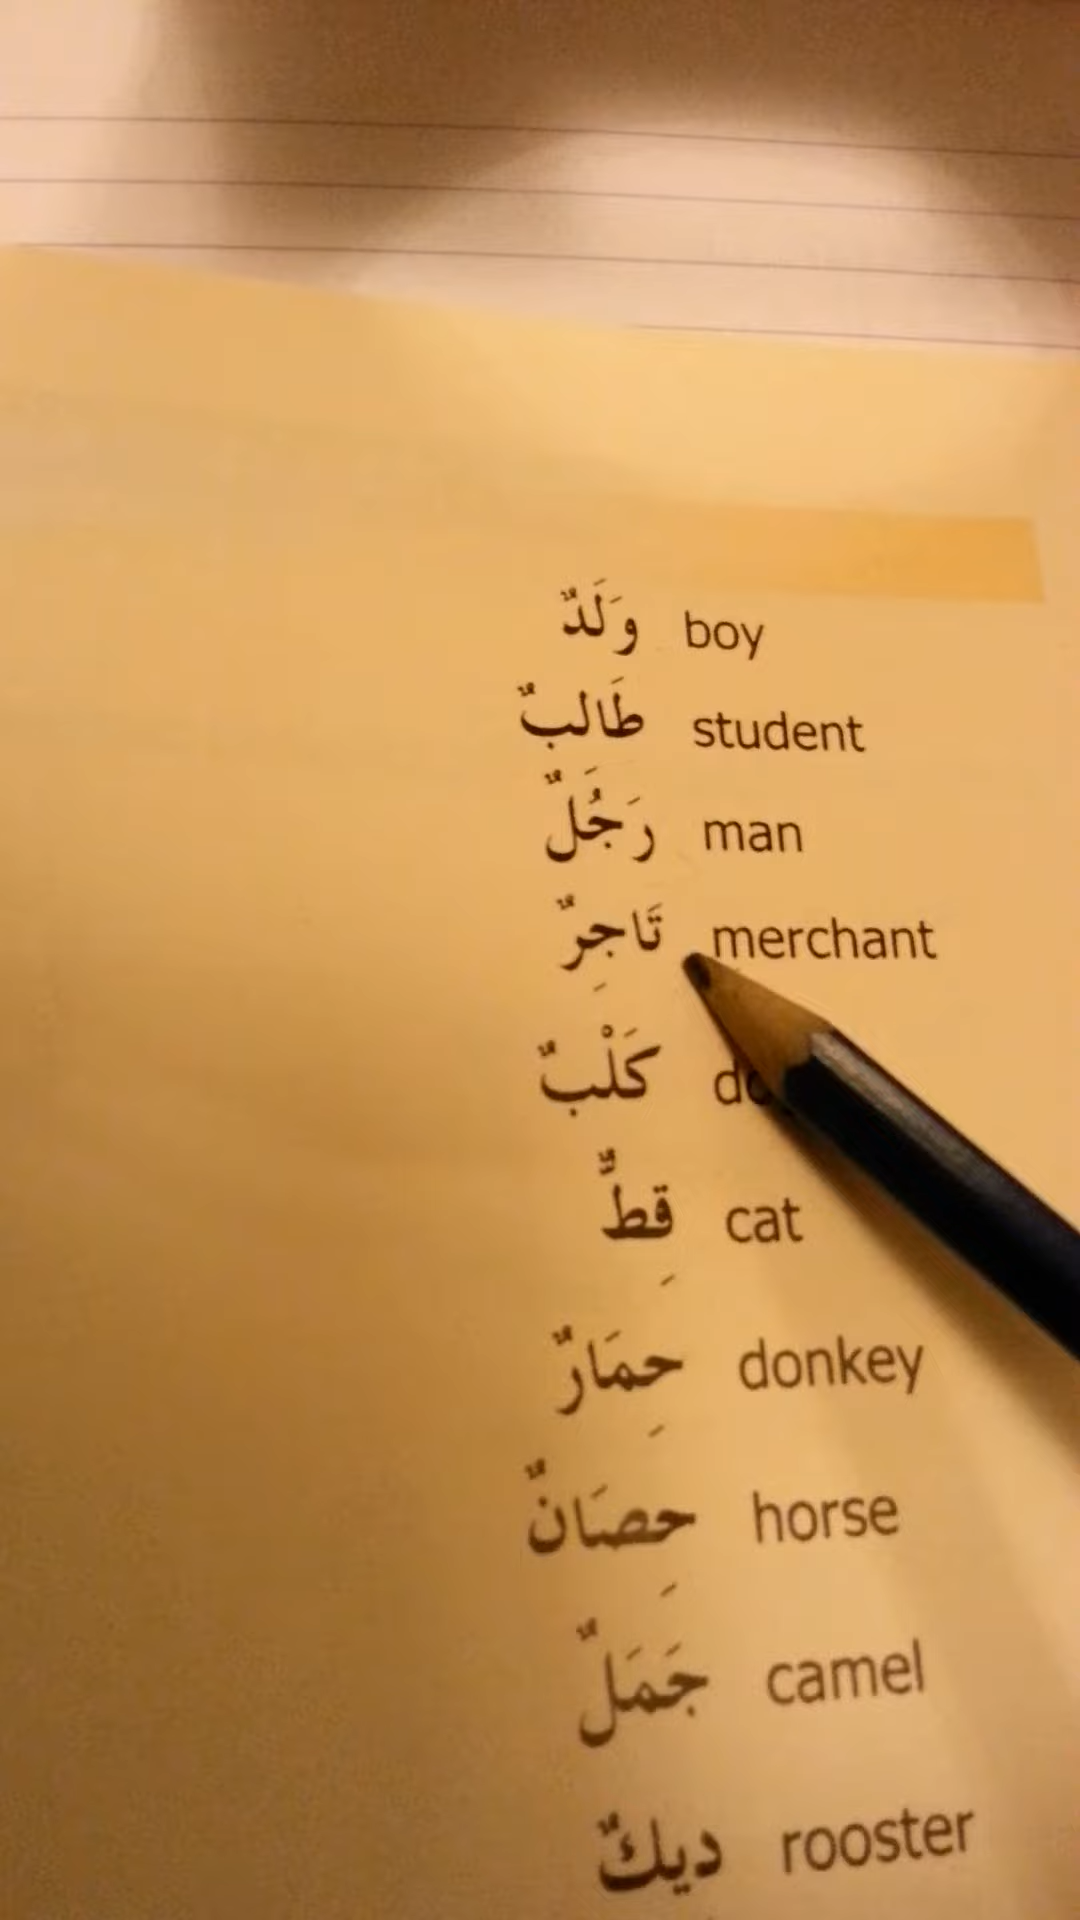 وَلَدٌ boy
طَالِبٌ student
رَجُلٌ man
تَاجِرٌ merchant
كَلْبٌ
قِطٌّ cat
حِمَارٌ donkey
حِصَانٌ horse
جَمَلٌ camel
دِيكٌ rooster